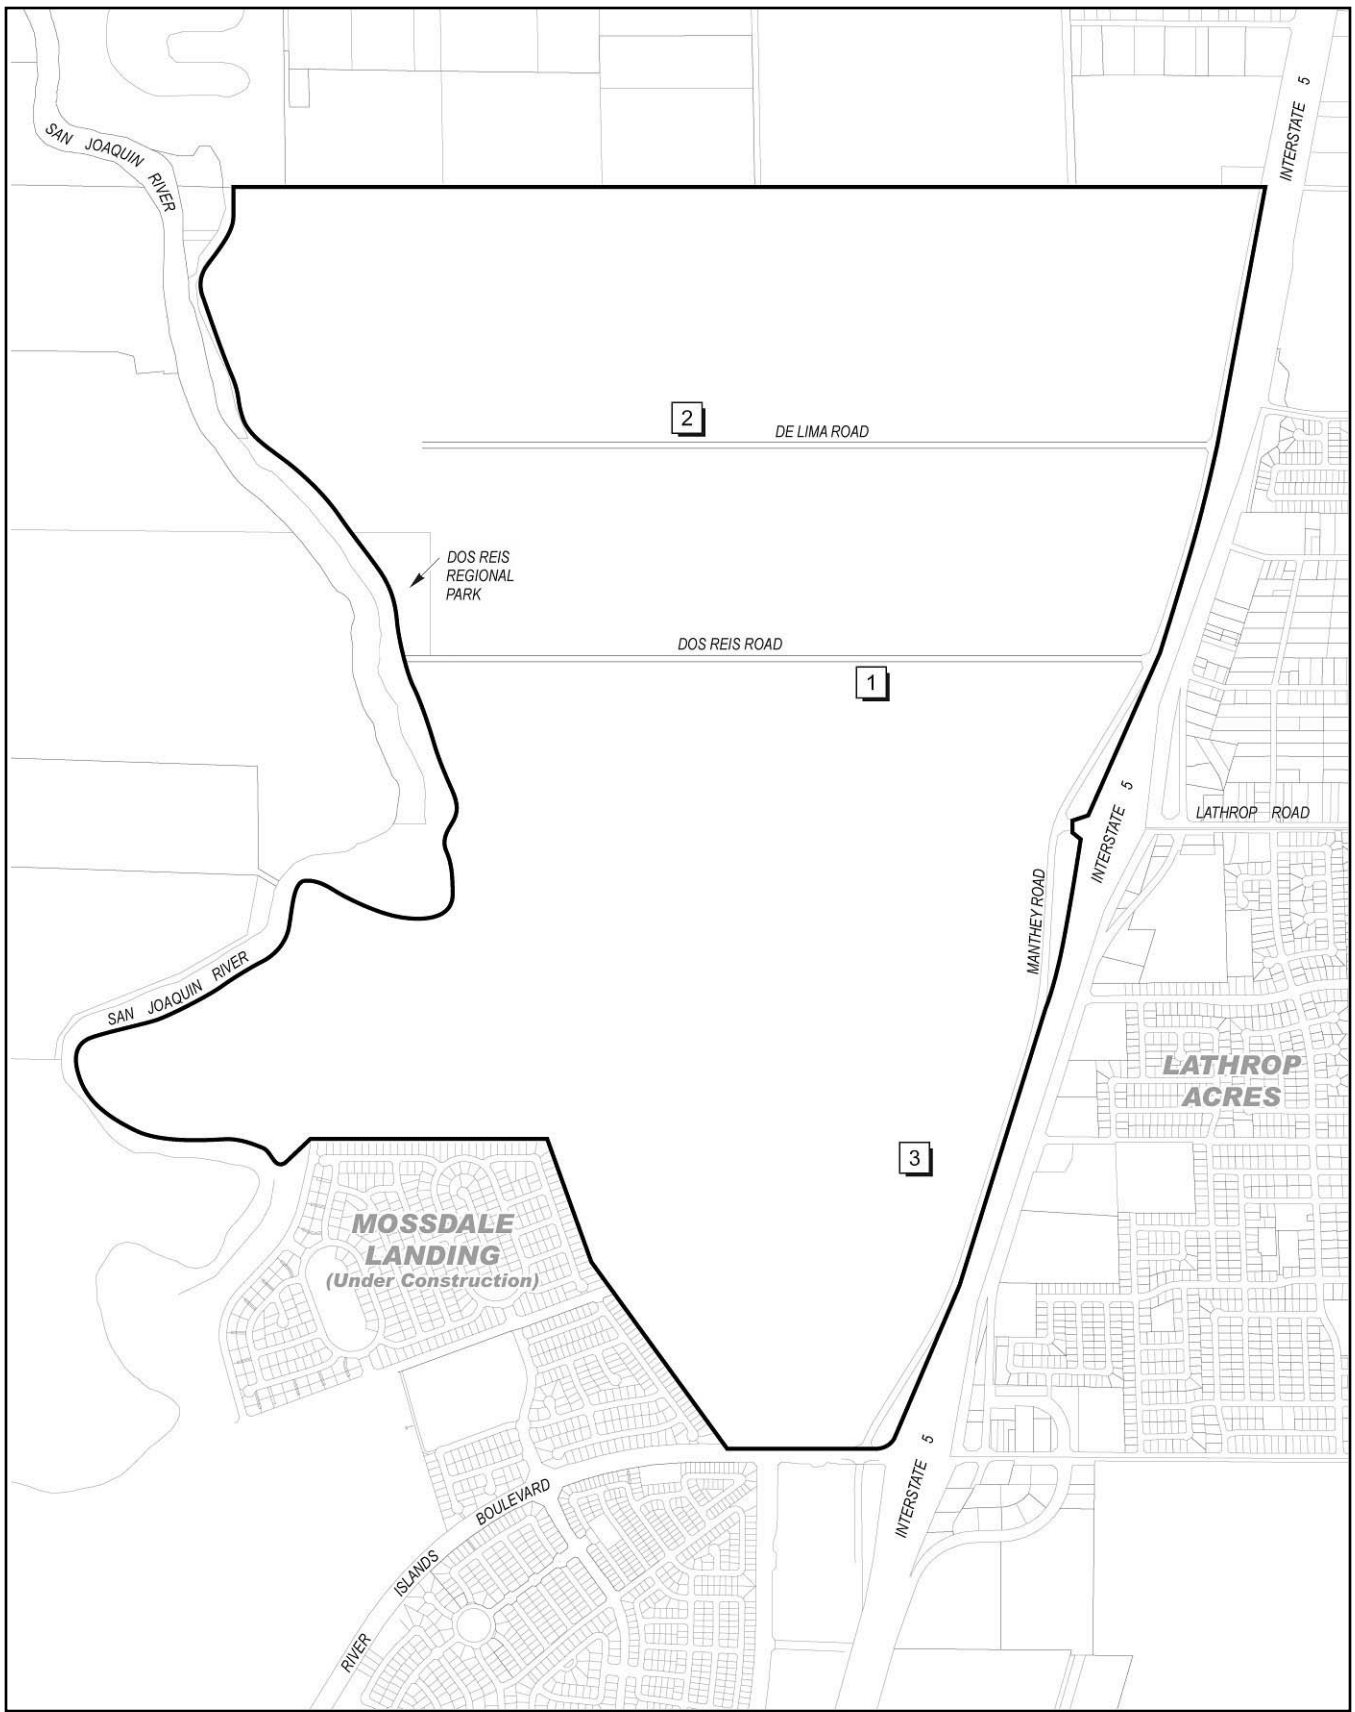 INTERSTATE 5
SAN JOAQUIN RIVER
2
DE LIMA ROAD
DOS REIS
REGIONAL
PARK
DOS REIS ROAD
1
INTERSTATE 5
LATHROP ROAD
MANTHEY ROAD
SAN JOAQUIN RIVER
LATHROP
ACRES
3
MOSSDALE
LANDING
(Under Construction)
INTERSTATE 5
RIVER ISLANDS BOULEVARD